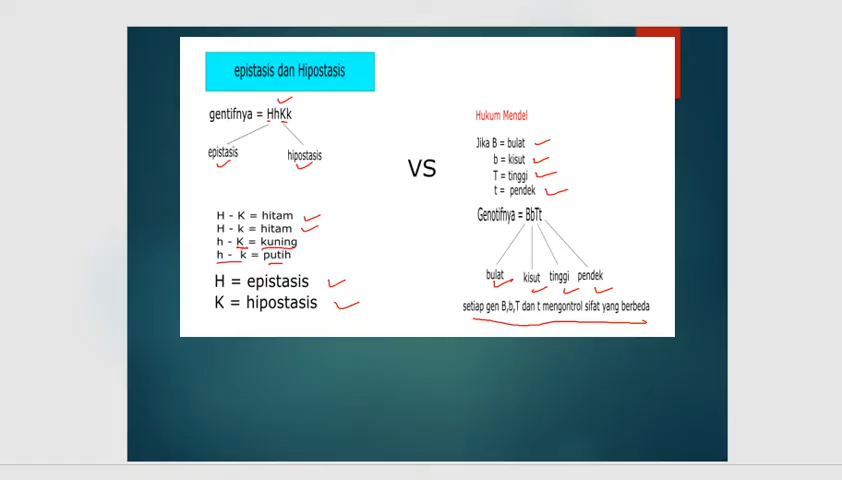 epistasis dan Hipostasis
gentifnya = HhKk
epistasis
hipostasis
H - K = hitam
H - k = hitam
h - K = kuning
h - k = putih
H = epistasis
K = hipostasis
VS
Hukum Mendel
Jika B = bulat
b = kisut
T = tinggi
t = pendek
Genotifnya = BbTt
bulat kisut tinggi pendek
setiap gen B,b,T dan t mengontrol sifat yang berbeda